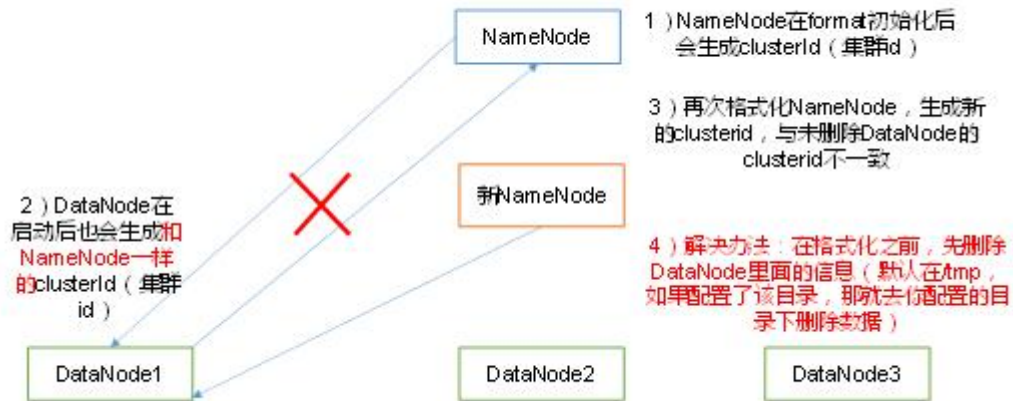 NameNode
1）NameNode在format初始化后
会生成clusterId（集群id）
3）再次格式化NameNode，生成新
的clusterid，与未删除DataNode的
clusterid不一致
新NameNode
2）DataNode在
启动后也会生成和
NameNode一样
的clusterId（集群
id）
4）解决办法：在格式化之前，先删除
DataNode里面的信息（默认在/tmp，
如果配置了该目录，那就去你配置的目
录下删除数据）
DataNode1
DataNode2
DataNode3